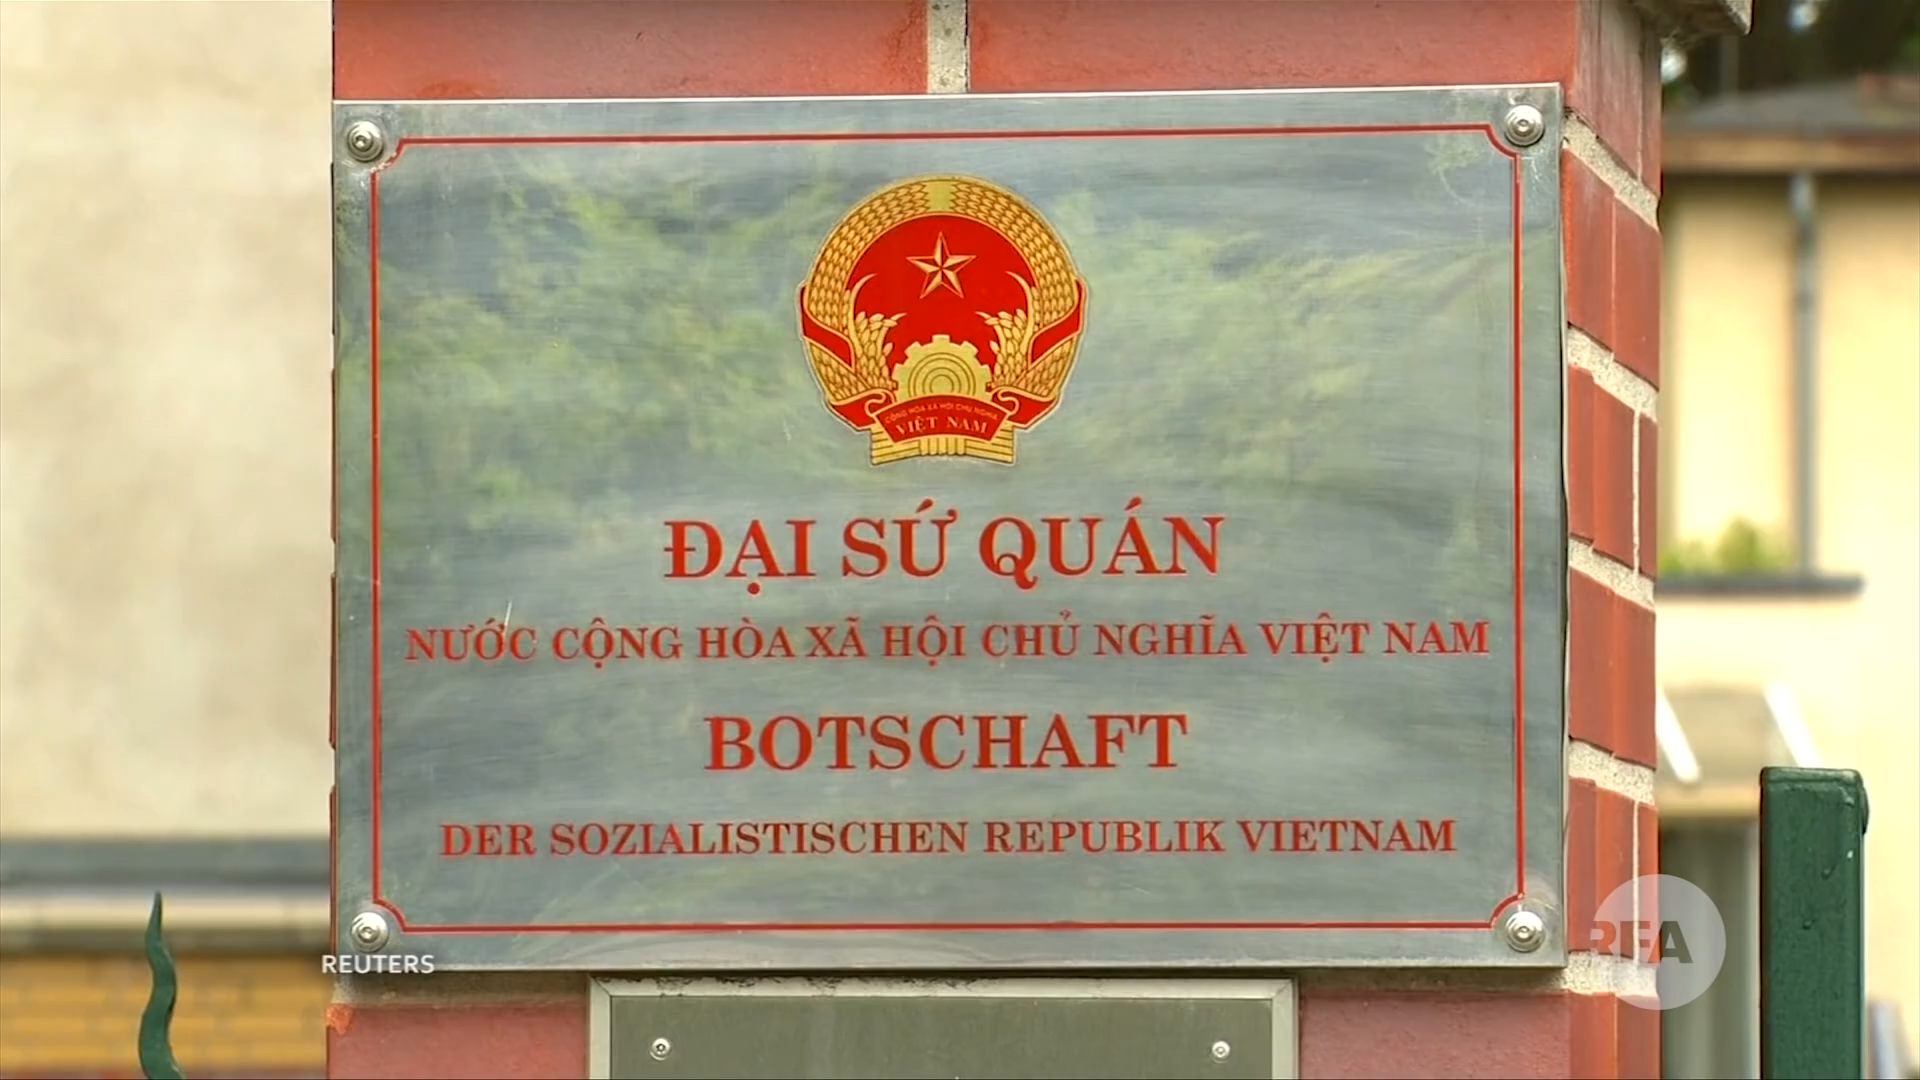 CỘNG HÒA XÃ HỘI CHỦ NGHĨA
VIỆT NAM
ĐẠI SỨ QUÁN
NƯỚC CỘNG HÒA XÃ HỘI CHỦ NGHĨA VIỆT NAM
BOTSCHAFT
DER SOZIALISTISCHEN REPUBLIK VIETNAM
REUTERS
RFA